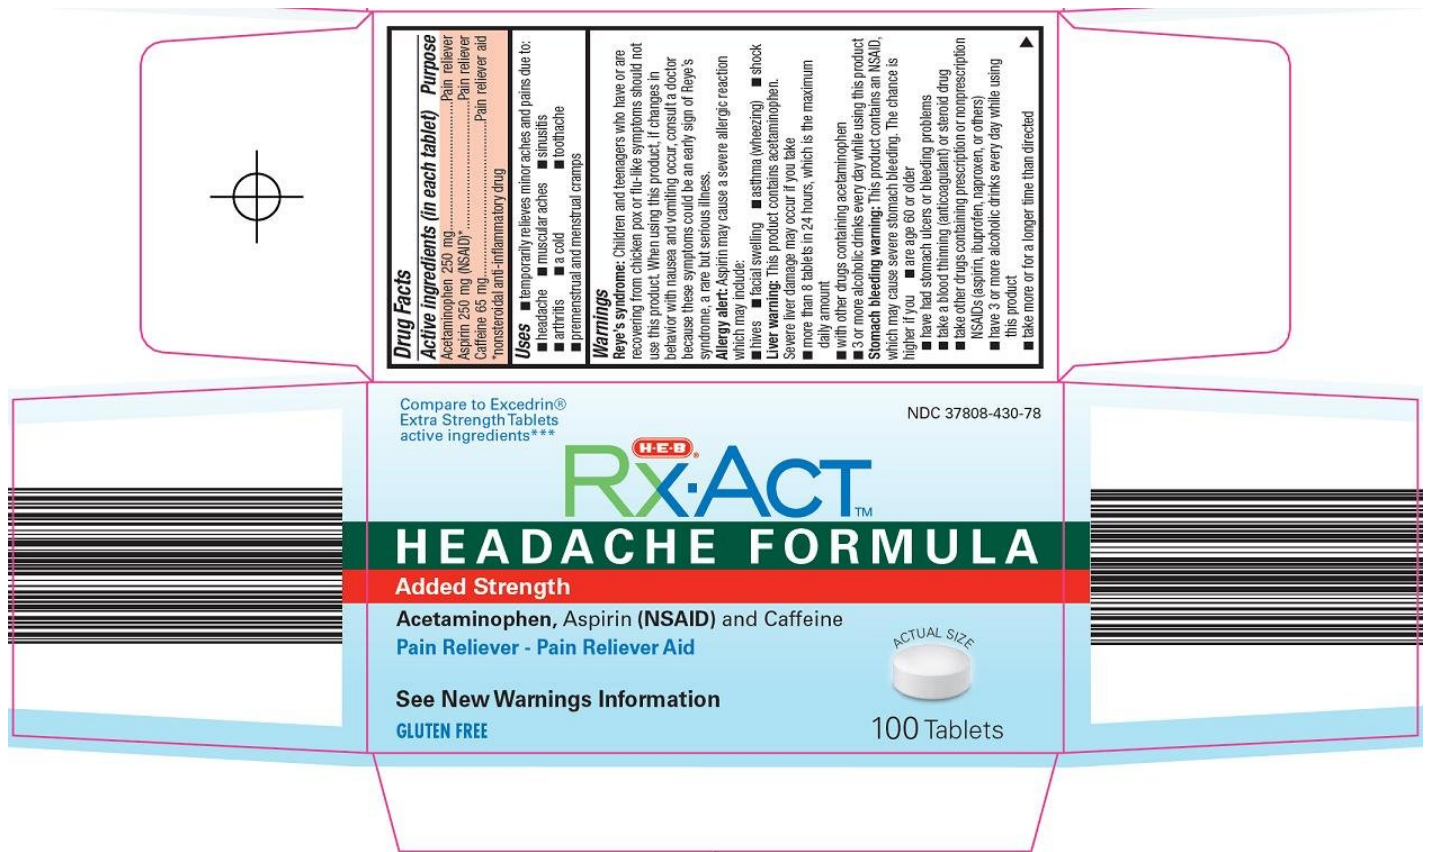 Drug Facts
Active ingredients (in each tablet) Purpose
Acetaminophen 250 mg..............................Pain reliever
Aspirin 250 mg (NSAID)*..............................Pain reliever
Caffeine 65 mg..............................Pain reliever aid
*nonsteroidal anti-inflammatory drug
Uses ■ temporarily relieves minor aches and pains due to:
■ headache ■ muscular aches ■ sinusitis
■ arthritis ■ a cold ■ toothache
■ premenstrual and menstrual cramps
Warnings
Reye's syndrome: Children and teenagers who have or are
recovering from chicken pox or flu-like symptoms should not
use this product. When using this product, if changes in
behavior with nausea and vomiting occur, consult a doctor
because these symptoms could be an early sign of Reye's
syndrome, a rare but serious illness.
Allergy alert: Aspirin may cause a severe allergic reaction
which may include:
■ hives ■ facial swelling ■ asthma (wheezing) ■ shock
Liver warning: This product contains acetaminophen.
Severe liver damage may occur if you take
■ more than 8 tablets in 24 hours, which is the maximum
daily amount
■ with other drugs containing acetaminophen
■ 3 or more alcoholic drinks every day while using this product
Stomach bleeding warning: This product contains an NSAID,
which may cause severe stomach bleeding. The chance is
higher if you ■ are age 60 or older
■ have had stomach ulcers or bleeding problems
■ take a blood thinning (anticoagulant) or steroid drug
■ take other drugs containing prescription or nonprescription
NSAIDs (aspirin, ibuprofen, naproxen, or others)
■ have 3 or more alcoholic drinks every day while using
this product
■ take more or for a longer time than directed
Compare to Excedrin®
Extra Strength Tablets
active ingredients***
NDC 37808-430-78
H-E-B®
Rx·ACT™
HEADACHE FORMULA
Added Strength
Acetaminophen, Aspirin (NSAID) and Caffeine
Pain Reliever - Pain Reliever Aid
ACTUAL SIZE
See New Warnings Information
GLUTEN FREE
100 Tablets